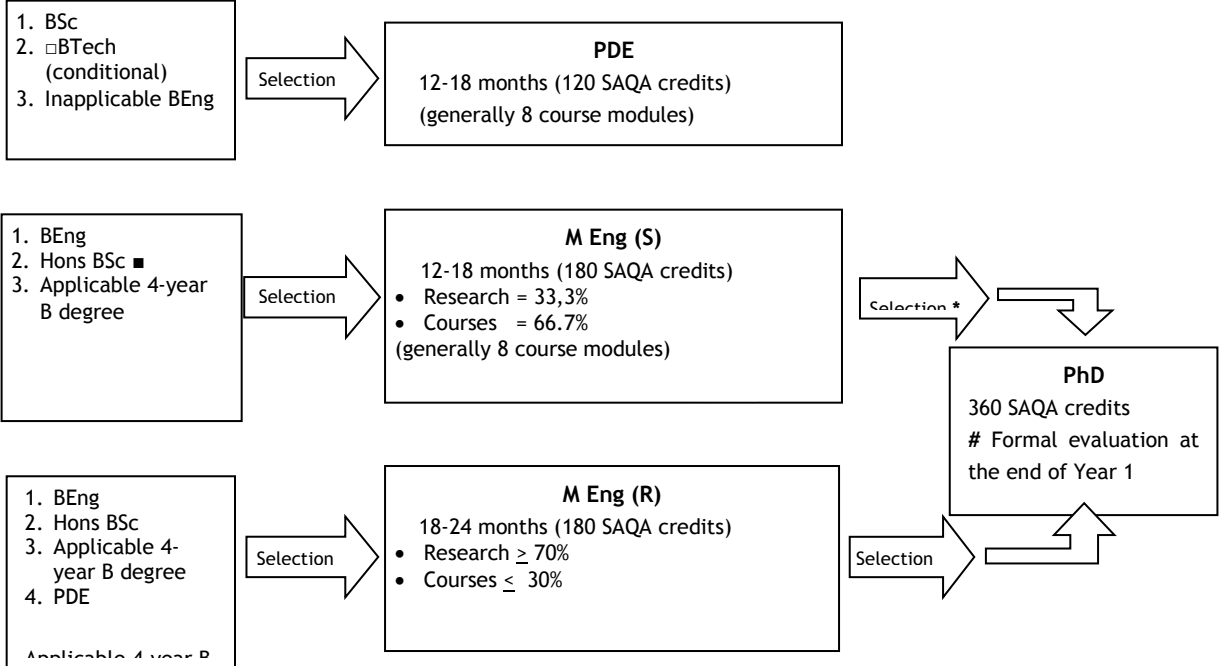 1. BSc
2. □BTech
(conditional)
3. Inapplicable BEng
Selection
PDE
12-18 months (120 SAQA credits)
(generally 8 course modules)
1. BEng
2. Hons BSc ■
3. Applicable 4-year
B degree
Selection
M Eng (S)
12-18 months (180 SAQA credits)
• Research = 33,3%
• Courses = 66.7%
(generally 8 course modules)
Selection *
PhD
360 SAQA credits
# Formal evaluation at
the end of Year 1
1. BEng
2. Hons BSc
3. Applicable 4-
year B degree
4. PDE
Applicable 4-year B
Selection
M Eng (R)
18-24 months (180 SAQA credits)
• Research ≥ 70%
• Courses ≤ 30%
Selection